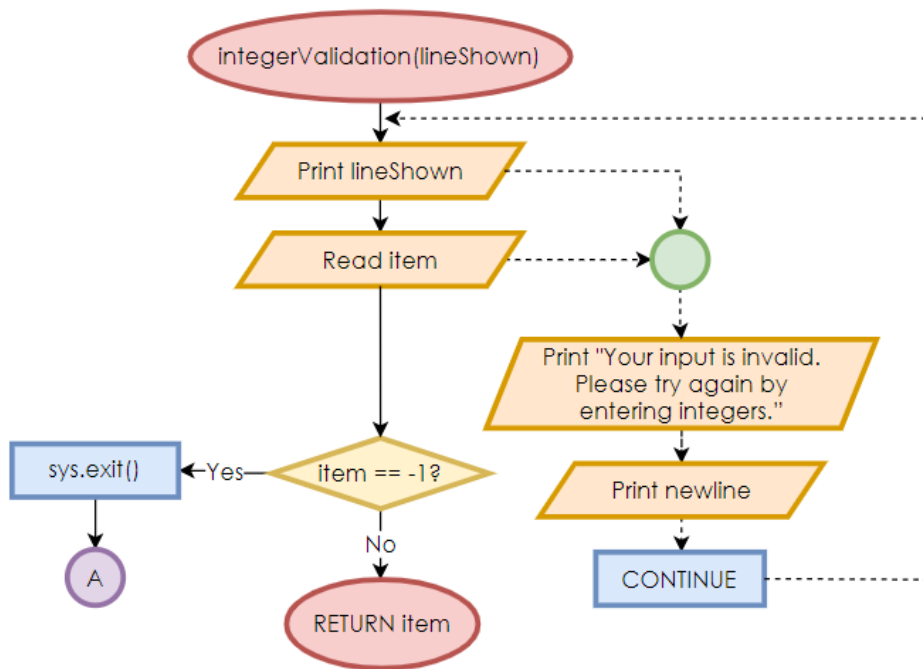 integerValidation(lineShown)
Print lineShown
Read item
Print "Your input is invalid.
Please try again by
entering integers."
Print newline
CONTINUE
item == -1?
Yes
sys.exit()
A
No
RETURN item